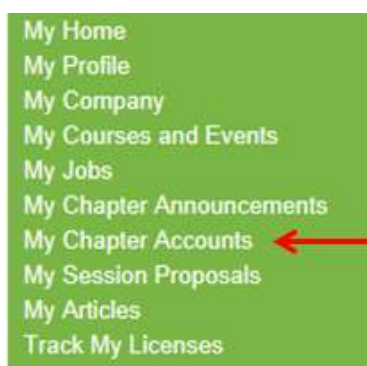 My Home
My Profile
My Company
My Courses and Events
My Jobs
My Chapter Announcements
My Chapter Accounts
My Session Proposals
My Articles
Track My Licenses